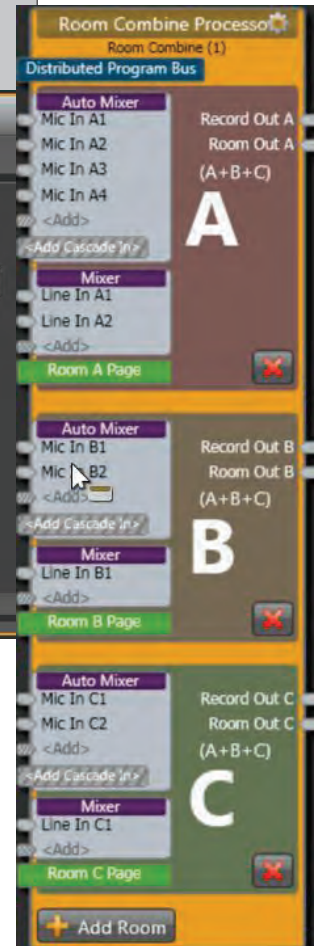 Room Combine Processor
Room Combine (1)
Distributed Program Bus
Auto Mixer
Mic In A1
Mic In A2
Mic In A3
Mic In A4
<Add>
<Add Cascade In>
Mixer
Line In A1
Line In A2
<Add>
Room A Page
Record Out A
Room Out A
(A+B+C)
A
Auto Mixer
Mic In B1
Mic B2
<Add>
<Add Cascade In>
Mixer
Line In B1
<Add>
Room B Page
Record Out B
Room Out B
(A+B+C)
B
Auto Mixer
Mic In C1
Mic In C2
<Add>
<Add Cascade In>
Mixer
Line In C1
<Add>
Room C Page
Record Out C
Room Out C
(A+B+C)
C
Add Room